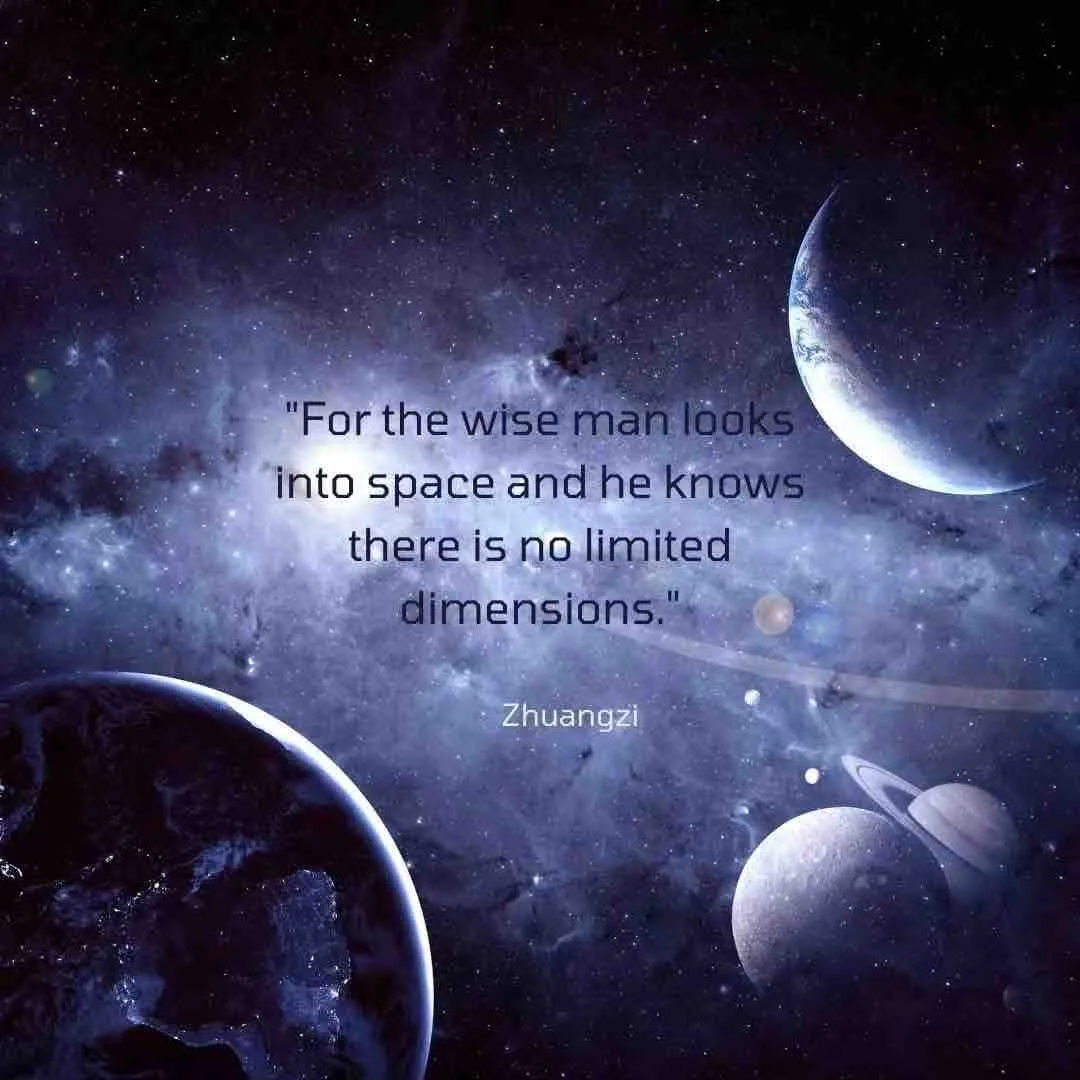 "For the wise man looks
into space and he knows
there is no limited
dimensions."
Zhuangzi